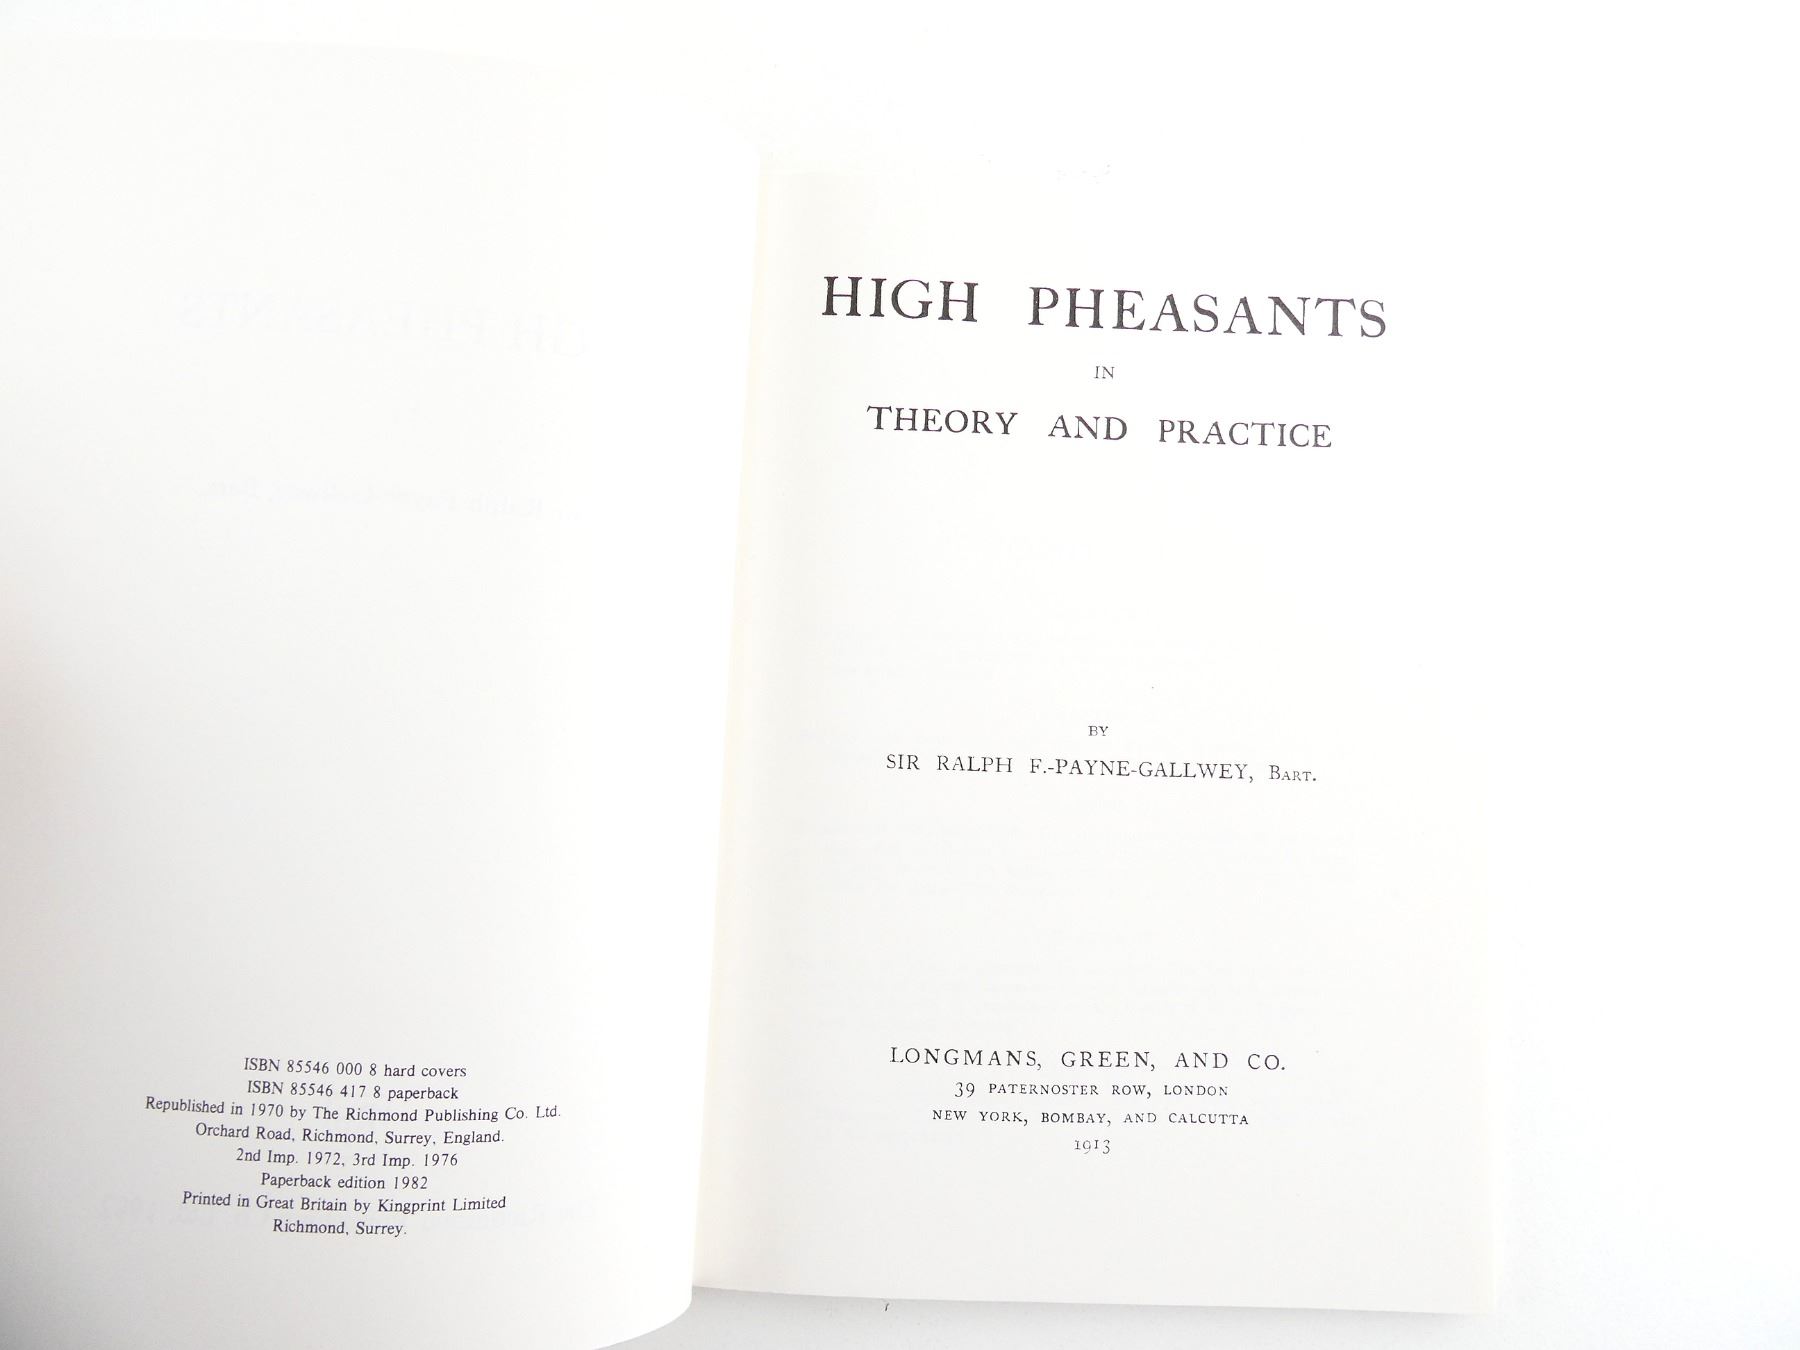 ISBN 85546 000 8 hard covers
ISBN 85546 417 8 paperback
Republished in 1970 by The Richmond Publishing Co. Ltd.
Orchard Road, Richmond, Surrey, England.
2nd Imp. 1972, 3rd Imp. 1976
Paperback edition 1982
Printed in Great Britain by Kingprint Limited
Richmond, Surrey.
HIGH PHEASANTS
IN
THEORY AND PRACTICE
BY
SIR RALPH F.-PAYNE-GALLWEY, BART.
LONGMANS, GREEN, AND CO.
39 PATERNOSTER ROW, LONDON
NEW YORK, BOMBAY, AND CALCUTTA
1913